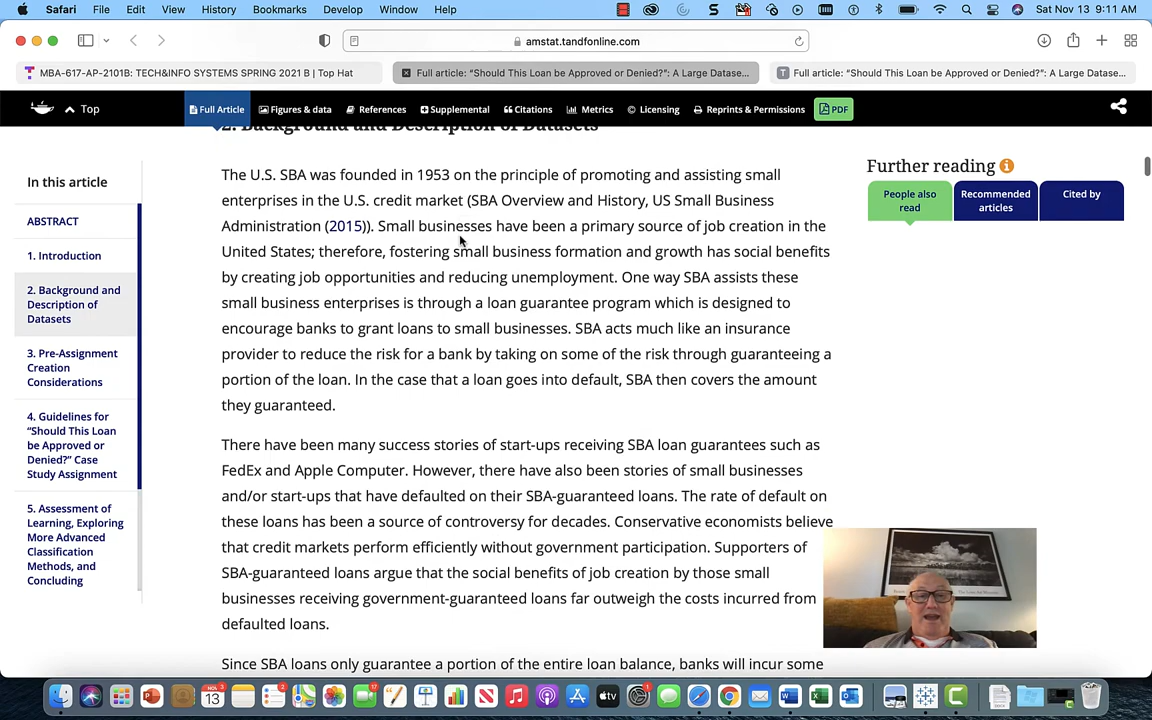 Safari File Edit View History Bookmarks Develop Window Help Sat Nov 13 9:11 AM
amstat.tandfonline.com
MBA-617-AP-2101B: TECH&INFO SYSTEMS SPRING 2021 B | Top Hat
Full article: “Should This Loan be Approved or Denied?”: A Large Datase...
Full article: “Should This Loan be Approved or Denied?”: A Large Datase...
Top Full Article Figures & data References Supplemental Citations Metrics Licensing Reprints & Permissions PDF
2. Background and Description of Datasets
In this article
ABSTRACT
1. Introduction
2. Background and
Description of
Datasets
3. Pre-Assignment
Creation
Considerations
4. Guidelines for
“Should This Loan
be Approved or
Denied?” Case
Study Assignment
5. Assessment of
Learning, Exploring
More Advanced
Classification
Methods, and
Concluding
The U.S. SBA was founded in 1953 on the principle of promoting and assisting small
enterprises in the U.S. credit market (SBA Overview and History, US Small Business
Administration (2015)). Small businesses have been a primary source of job creation in the
United States; therefore, fostering small business formation and growth has social benefits
by creating job opportunities and reducing unemployment. One way SBA assists these
small business enterprises is through a loan guarantee program which is designed to
encourage banks to grant loans to small businesses. SBA acts much like an insurance
provider to reduce the risk for a bank by taking on some of the risk through guaranteeing a
portion of the loan. In the case that a loan goes into default, SBA then covers the amount
they guaranteed.
There have been many success stories of start-ups receiving SBA loan guarantees such as
FedEx and Apple Computer. However, there have also been stories of small businesses
and/or start-ups that have defaulted on their SBA-guaranteed loans. The rate of default on
these loans has been a source of controversy for decades. Conservative economists believe
that credit markets perform efficiently without government participation. Supporters of
SBA-guaranteed loans argue that the social benefits of job creation by those small
businesses receiving government-guaranteed loans far outweigh the costs incurred from
defaulted loans.
Since SBA loans only guarantee a portion of the entire loan balance, banks will incur some
Further reading
People also
read
Recommended
articles
Cited by